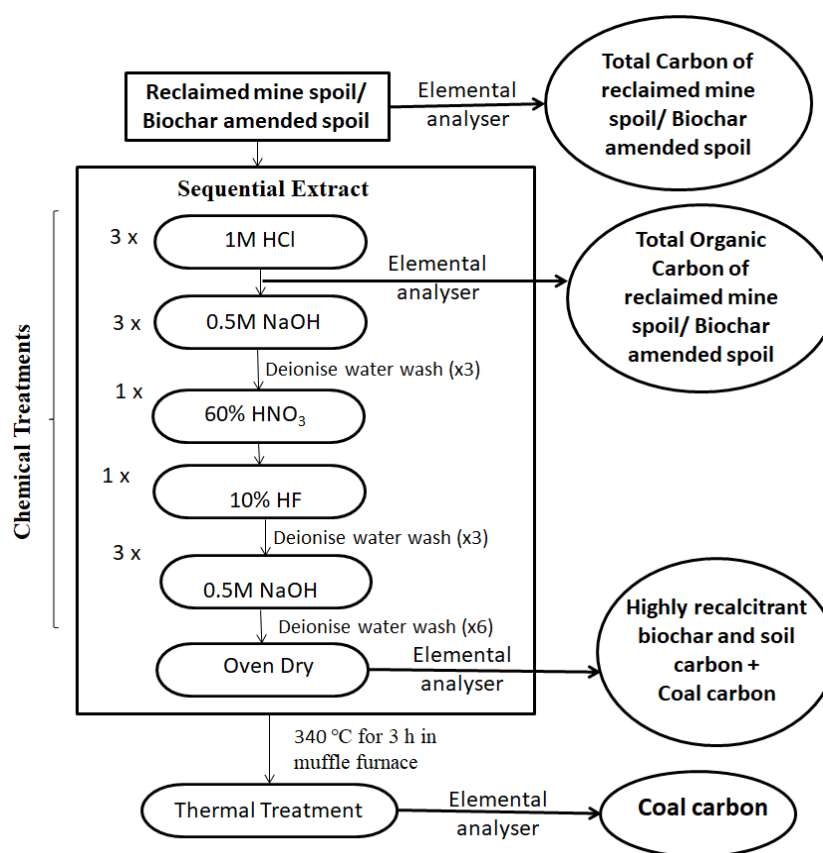 Reclaimed mine spoil/
Biochar amended spoil
Elemental
analyser
Total Carbon of
reclaimed mine
spoil/ Biochar
amended spoil
Sequential Extract
Chemical Treatments
3 x
1M HCl
Elemental
analyser
Total Organic
Carbon of
reclaimed mine
spoil/ Biochar
amended spoil
3 x
0.5M NaOH
Deionise water wash (x3)
1 x
60% HNO₃
1 x
10% HF
Deionise water wash (x3)
3 x
0.5M NaOH
Deionise water wash (x6)
Oven Dry
Elemental
analyser
Highly recalcitrant
biochar and soil
carbon +
Coal carbon
340 °C for 3 h in
muffle furnace
Thermal Treatment
Elemental
analyser
Coal carbon